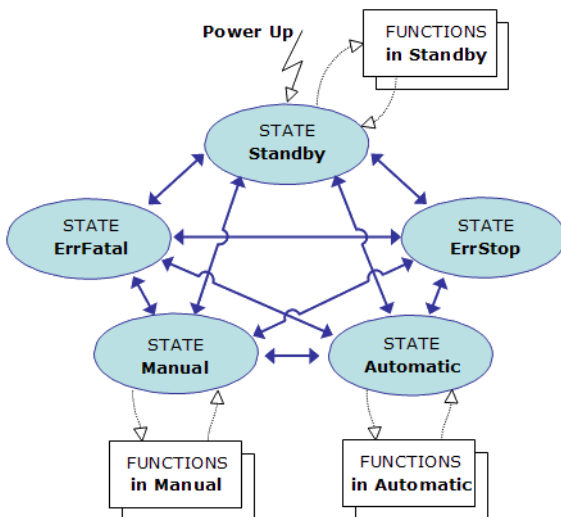 Power Up
FUNCTIONS
in Standby
STATE
Standby
STATE
ErrFatal
STATE
ErrStop
STATE
Manual
STATE
Automatic
FUNCTIONS
in Manual
FUNCTIONS
in Automatic